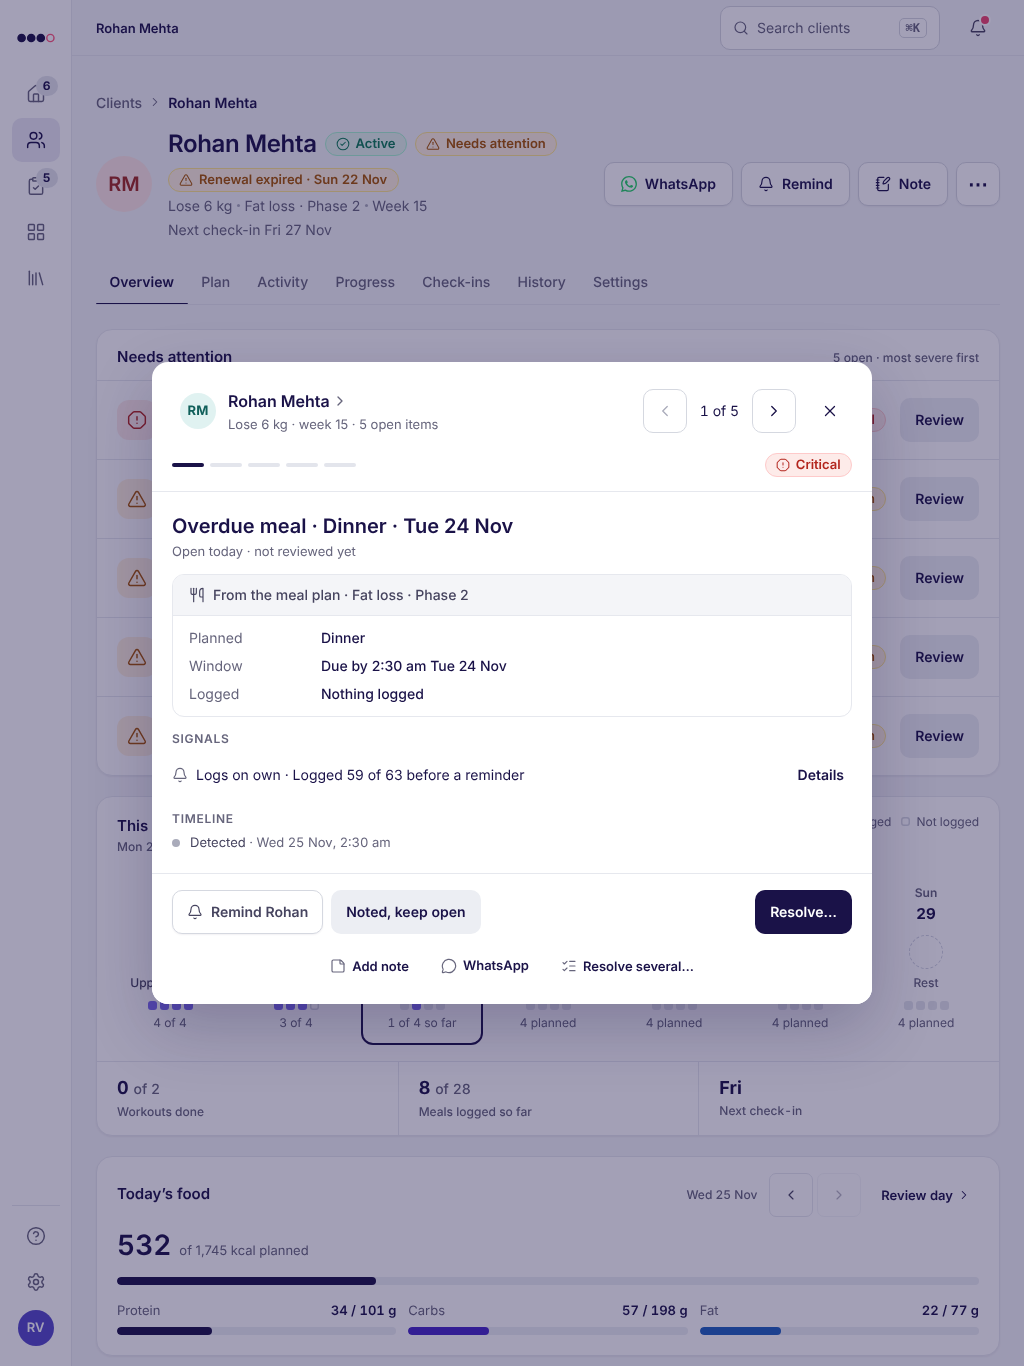 Rohan Mehta
Search clients
⌘K
6
5
Clients
Rohan Mehta
RM
Rohan Mehta
Active
Needs attention
Renewal expired · Sun 22 Nov
Lose 6 kg · Fat loss · Phase 2 · Week 15
Next check-in Fri 27 Nov
WhatsApp
Remind
Note
Overview
Plan
Activity
Progress
Check-ins
History
Settings
Needs attention
5 open · most severe first
Review
Review
Review
Review
Review
RM
Rohan Mehta
Lose 6 kg · week 15 · 5 open items
1 of 5
Critical
Overdue meal · Dinner · Tue 24 Nov
Open today · not reviewed yet
From the meal plan · Fat loss · Phase 2
Planned
Dinner
Window
Due by 2:30 am Tue 24 Nov
Logged
Nothing logged
SIGNALS
Logs on own · Logged 59 of 63 before a reminder
Details
TIMELINE
Detected · Wed 25 Nov, 2:30 am
Remind Rohan
Noted, keep open
Resolve…
Add note
WhatsApp
Resolve several…
This
Mon 2
Not logged
Sun
29
Rest
4 of 4
3 of 4
1 of 4 so far
4 planned
4 planned
4 planned
4 planned
0 of 2
Workouts done
8 of 28
Meals logged so far
Fri
Next check-in
Today’s food
Wed 25 Nov
Review day
532 of 1,745 kcal planned
Protein
34 / 101 g
Carbs
57 / 198 g
Fat
22 / 77 g
RV